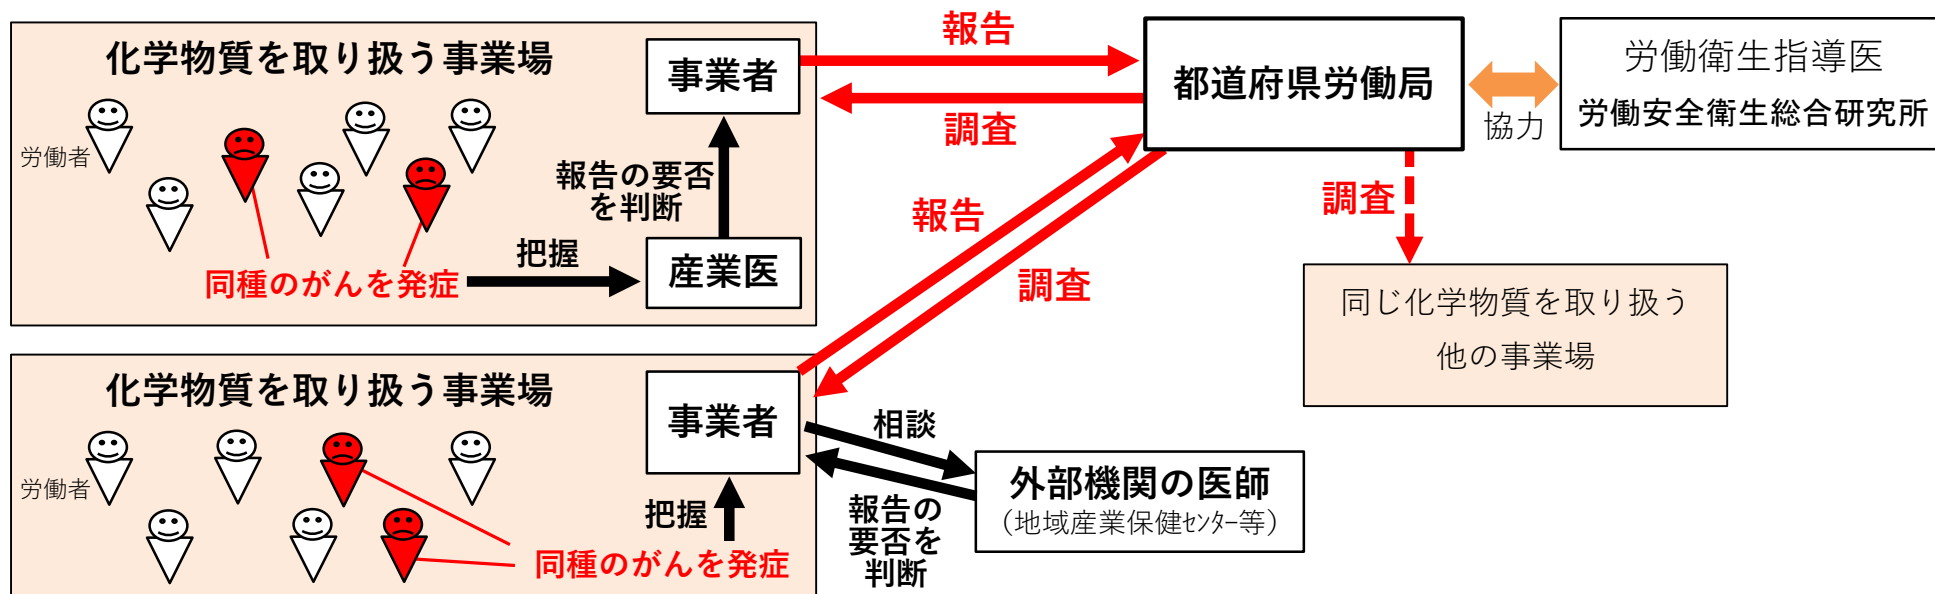 化学物質を取り扱う事業場
労働者
同種のがんを発症
把握
産業医
報告の要否
を判断
事業者
報告
調査
都道府県労働局
協力
労働衛生指導医
労働安全衛生総合研究所
調査
同じ化学物質を取り扱う
他の事業場
化学物質を取り扱う事業場
労働者
同種のがんを発症
把握
事業者
報告
調査
相談
外部機関の医師
（地域産業保健ｾﾝﾀｰ等）
報告の
要否を
判断